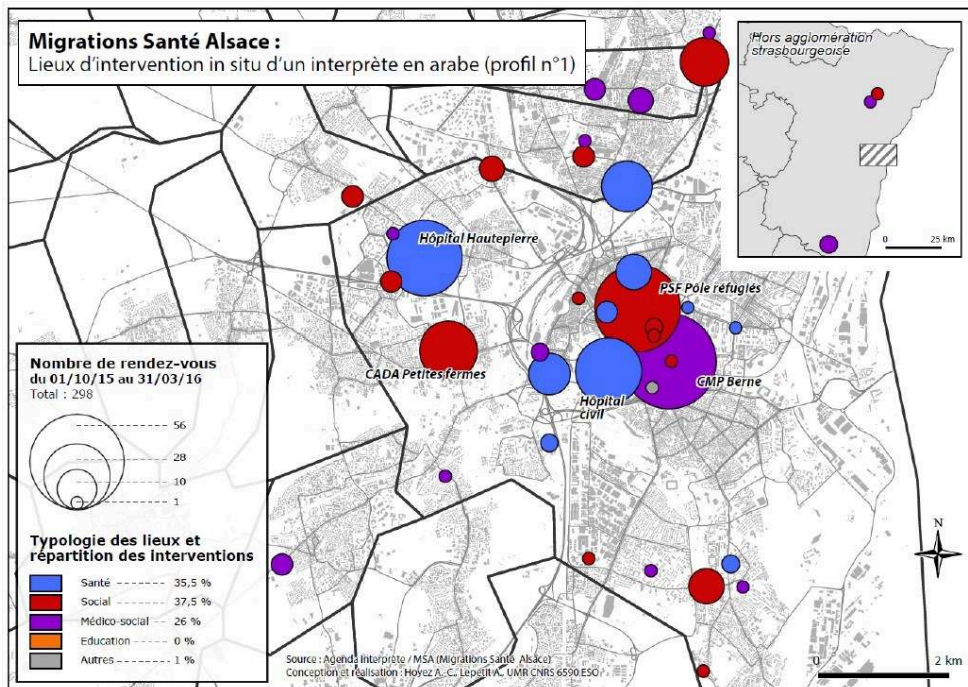 Migrations Santé Alsace :
Lieux d'intervention in situ d'un interprète en arabe (profil n°1)
Hors agglomération
strasbourgeoise
0 25 km
Hôpital Hautepierre
PSF Pôle réfugiés
CADA Petites fermes
CMP Berne
Hôpital
civil
Nombre de rendez-vous
du 01/10/15 au 31/03/16
Total : 298
56
28
10
1
Typologie des lieux et
répartition des interventions
Santé 35,5 %
Social 37,5 %
Médico-social 26 %
Education 0 %
Autres 1 %
Source : Agenda interprète / MSA (Migrations Santé Alsace)
Conception et réalisation : Hoyez A.-C., Lepetit A., UMR CNRS 6590 ESO
N
0 2 km